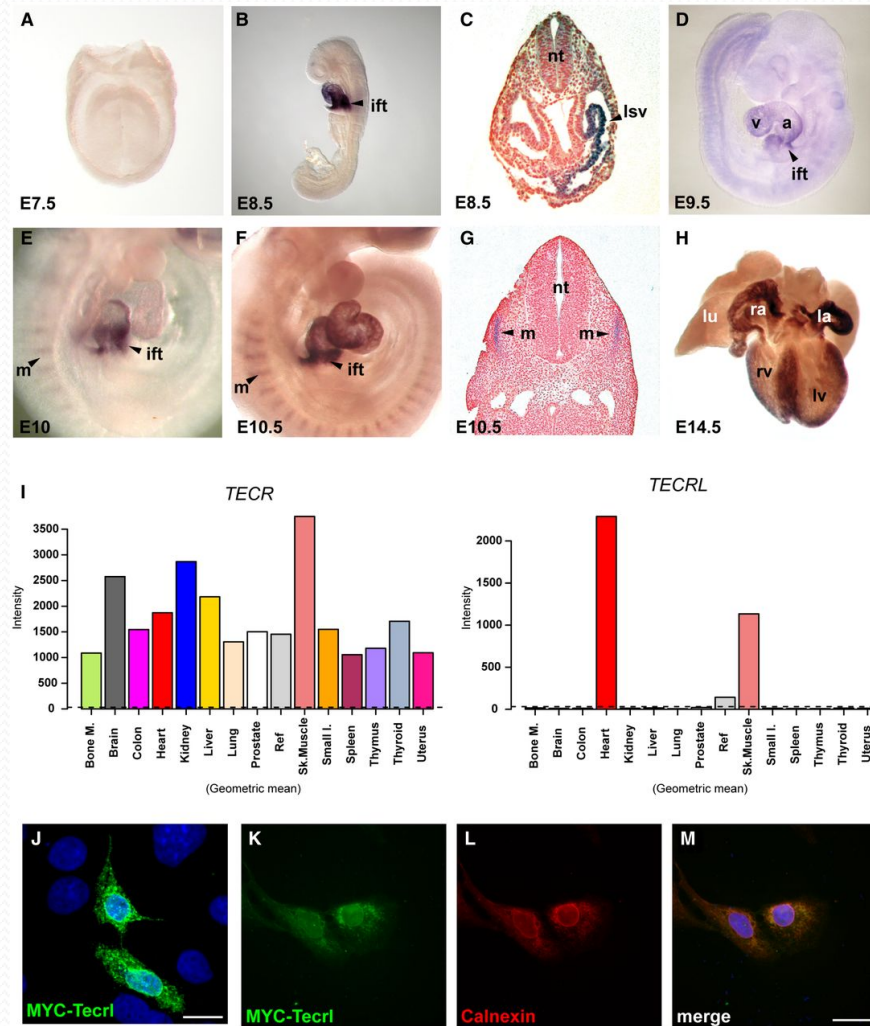 A
B
C
D
nt
ift
lsv
v
a
ift
E7.5
E8.5
E8.5
E9.5
E
F
G
H
nt
lu
ra
la
m
m
ift
m
ift
m
rv
lv
E10
E10.5
E10.5
E14.5
I
TECR
TECRL
Intensity
3500
3000
2500
2000
1500
1000
500
0
Bone M.
Brain
Colon
Heart
Kidney
Liver
Lung
Prostate
Ref
Sk.Muscle
Small I.
Spleen
Thymus
Thyroid
Uterus
(Geometric mean)
Intensity
2000
1500
1000
500
0
Bone M.
Brain
Colon
Heart
Kidney
Liver
Lung
Prostate
Ref
Sk.Muscle
Small I.
Spleen
Thymus
Thyroid
Uterus
(Geometric mean)
J
K
L
M
MYC-Tecrl
MYC-Tecrl
Calnexin
merge